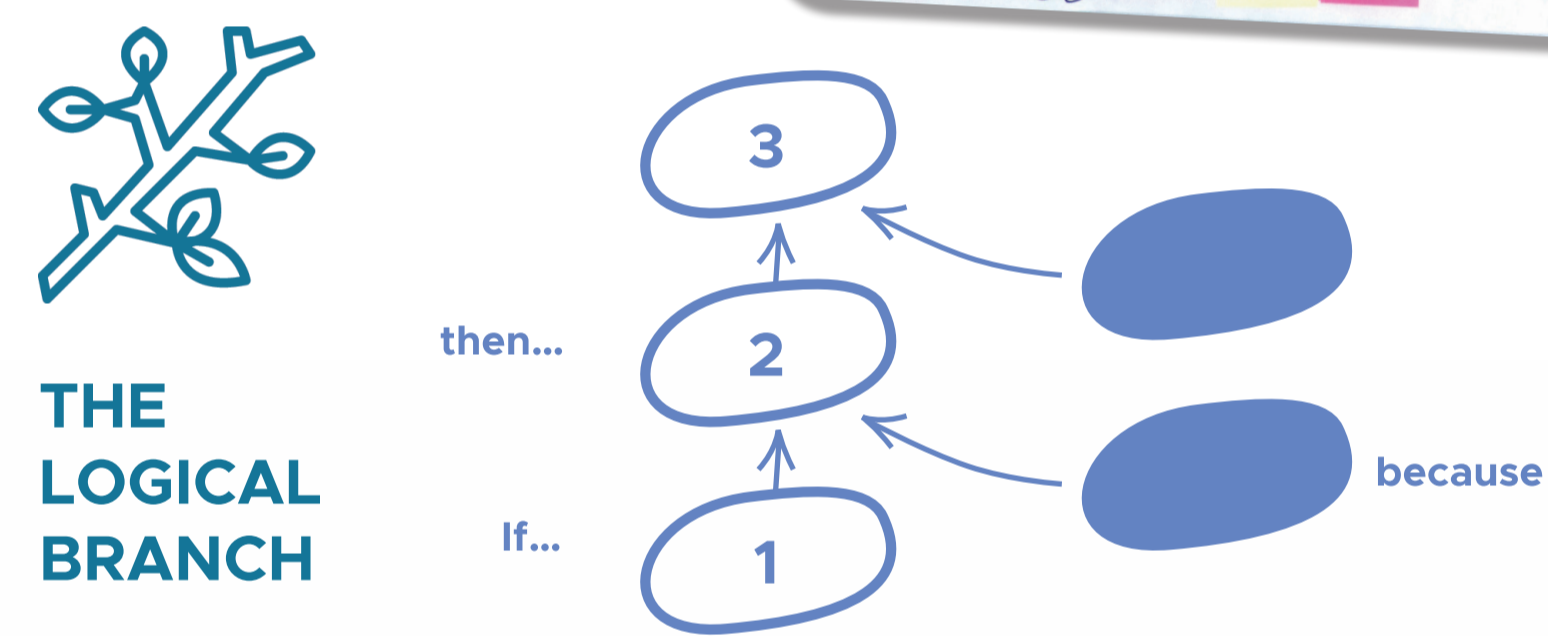 3
then...
2
THE
LOGICAL
BRANCH
because
If...
1